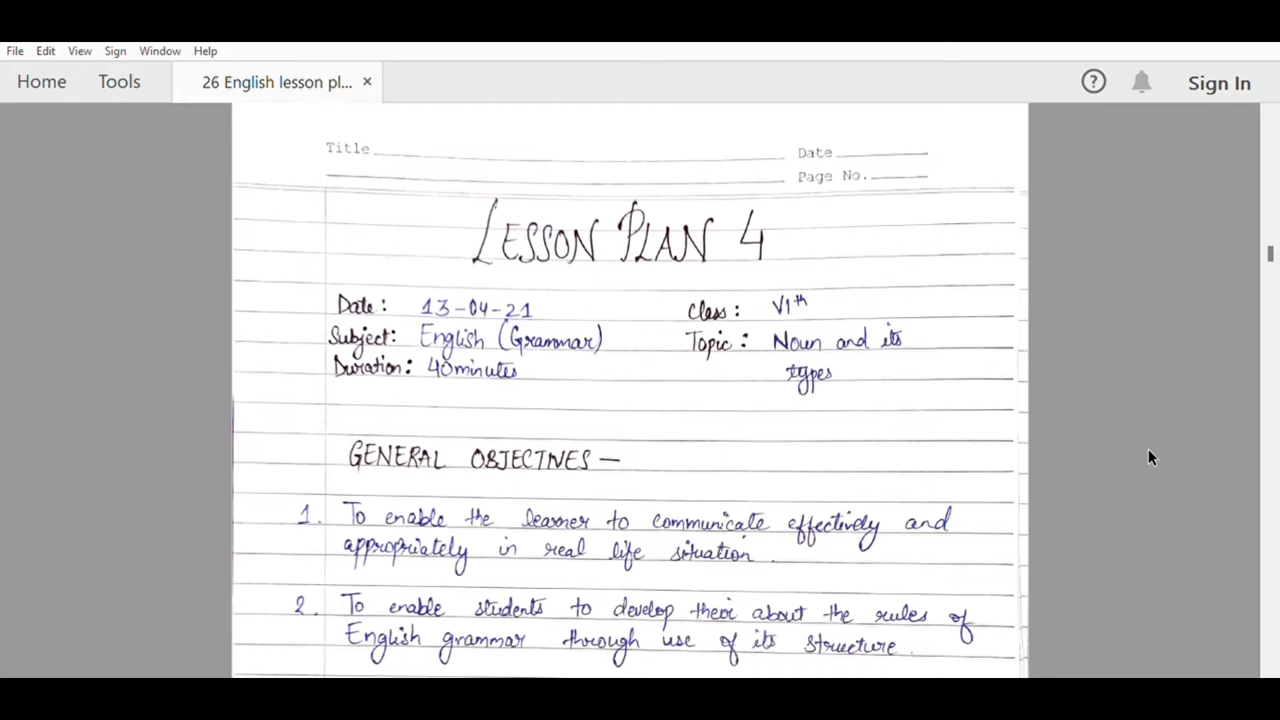 File Edit View Sign Window Help
Home Tools 26 English lesson pl... × ? Sign In
Title Date
Page No.
LESSON PLAN 4
Date: 13-04-21 Class: VIth
Subject: English (Grammar) Topic: Noun and its
Duration: 40minutes types
GENERAL OBJECTIVES —
1. To enable the learner to communicate effectively and
appropriately in real life situation.
2. To enable students to develop their about the rules of
English grammar through use of its structure.